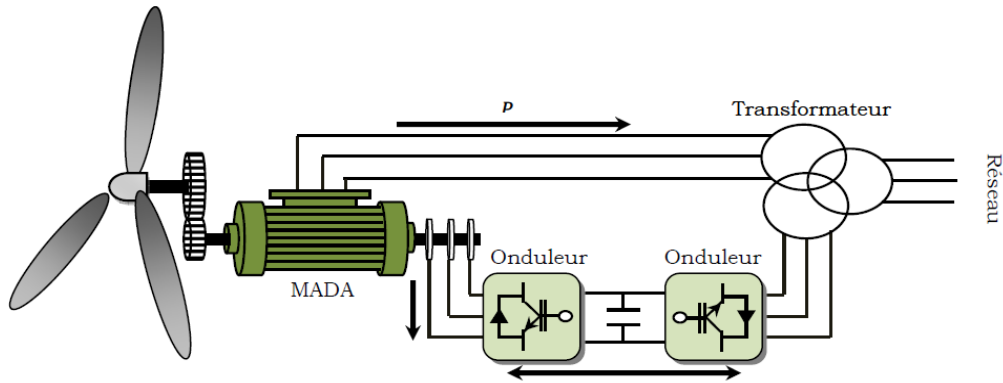 P
Transformateur
Réseau
Onduleur
Onduleur
MADA